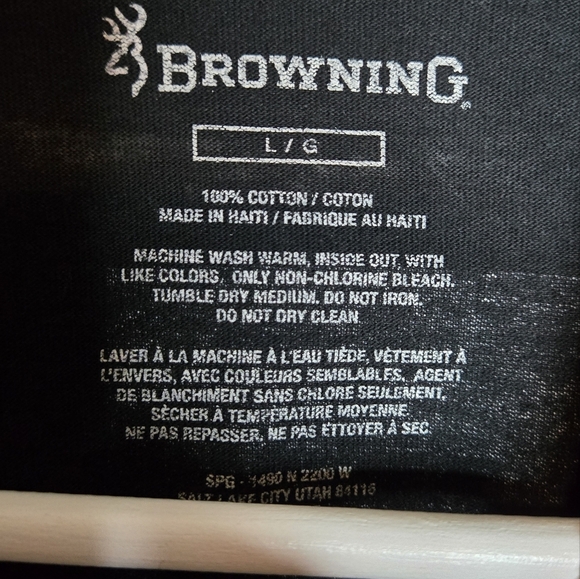 BROWNING
L / G
100% COTTON / COTON
MADE IN HAITI / FABRIQUE AU HAITI
MACHINE WASH WARM, INSIDE OUT, WITH
LIKE COLORS. ONLY NON-CHLORINE BLEACH.
TUMBLE DRY MEDIUM. DO NOT IRON.
DO NOT DRY CLEAN
LAVER À LA MACHINE À L'EAU TIÈDE, VÊTEMENT À
L'ENVERS, AVEC COULEURS SEMBLABLES. AGENT
DE BLANCHIMENT SANS CHLORE SEULEMENT.
SÉCHER À TEMPÉRATURE MOYENNE.
NE PAS REPASSER. NE PAS ETTOYER À SEC.
SPG - 1490 N 2200 W
SALT LAKE CITY UTAH 84116